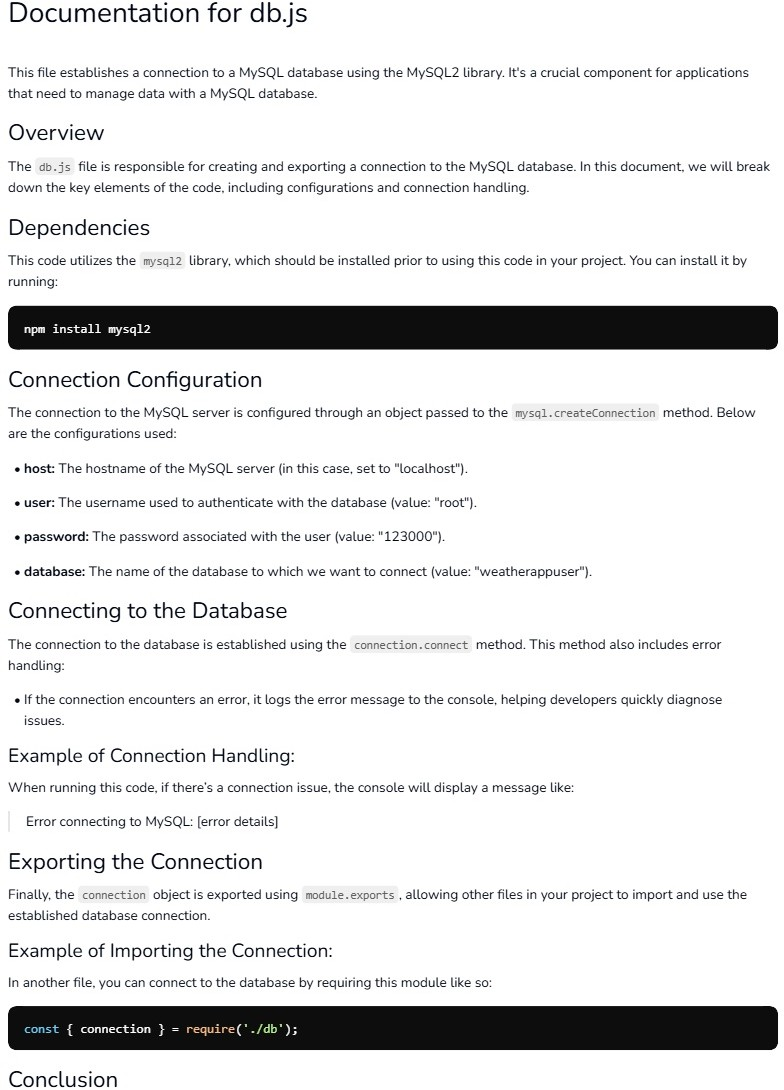 Documentation for db.js
This file establishes a connection to a MySQL database using the MySQL2 library. It's a crucial component for applications
that need to manage data with a MySQL database.
Overview
The db.js file is responsible for creating and exporting a connection to the MySQL database. In this document, we will break
down the key elements of the code, including configurations and connection handling.
Dependencies
This code utilizes the mysql2 library, which should be installed prior to using this code in your project. You can install it by
running:
npm install mysql2
Connection Configuration
The connection to the MySQL server is configured through an object passed to the mysql.createConnection method. Below
are the configurations used:
• host: The hostname of the MySQL server (in this case, set to "localhost").
• user: The username used to authenticate with the database (value: "root").
• password: The password associated with the user (value: "123000").
• database: The name of the database to which we want to connect (value: "weatherappuser").
Connecting to the Database
The connection to the database is established using the connection.connect method. This method also includes error
handling:
• If the connection encounters an error, it logs the error message to the console, helping developers quickly diagnose
issues.
Example of Connection Handling:
When running this code, if there's a connection issue, the console will display a message like:
Error connecting to MySQL: [error details]
Exporting the Connection
Finally, the connection object is exported using module.exports, allowing other files in your project to import and use the
established database connection.
Example of Importing the Connection:
In another file, you can connect to the database by requiring this module like so:
const { connection } = require('./db');
Conclusion